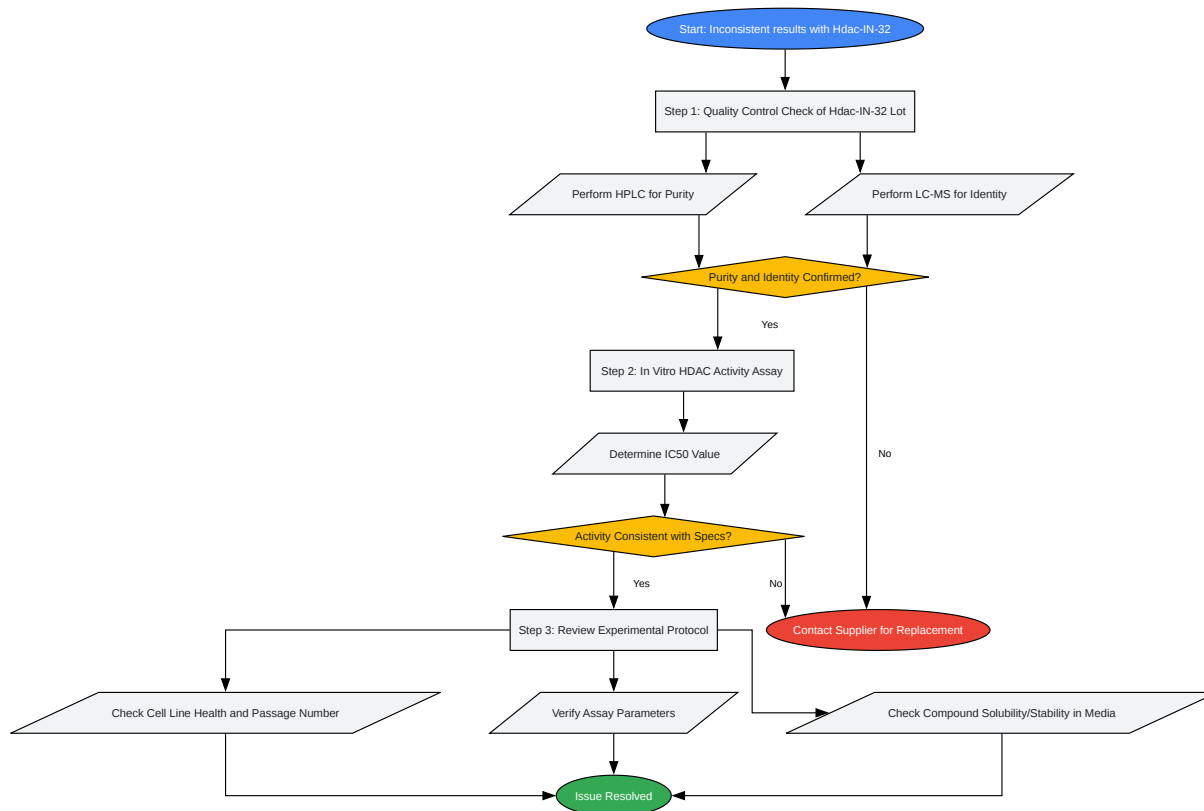 Start: Inconsistent results with Hdac-IN-32
Step 1: Quality Control Check of Hdac-IN-32 Lot
Perform HPLC for Purity
Perform LC-MS for Identity
Purity and Identity Confirmed?
Yes
Step 2: In Vitro HDAC Activity Assay
Determine IC50 Value
No
Activity Consistent with Specs?
Yes
No
Step 3: Review Experimental Protocol
Contact Supplier for Replacement
Check Cell Line Health and Passage Number
Verify Assay Parameters
Check Compound Solubility/Stability in Media
Issue Resolved